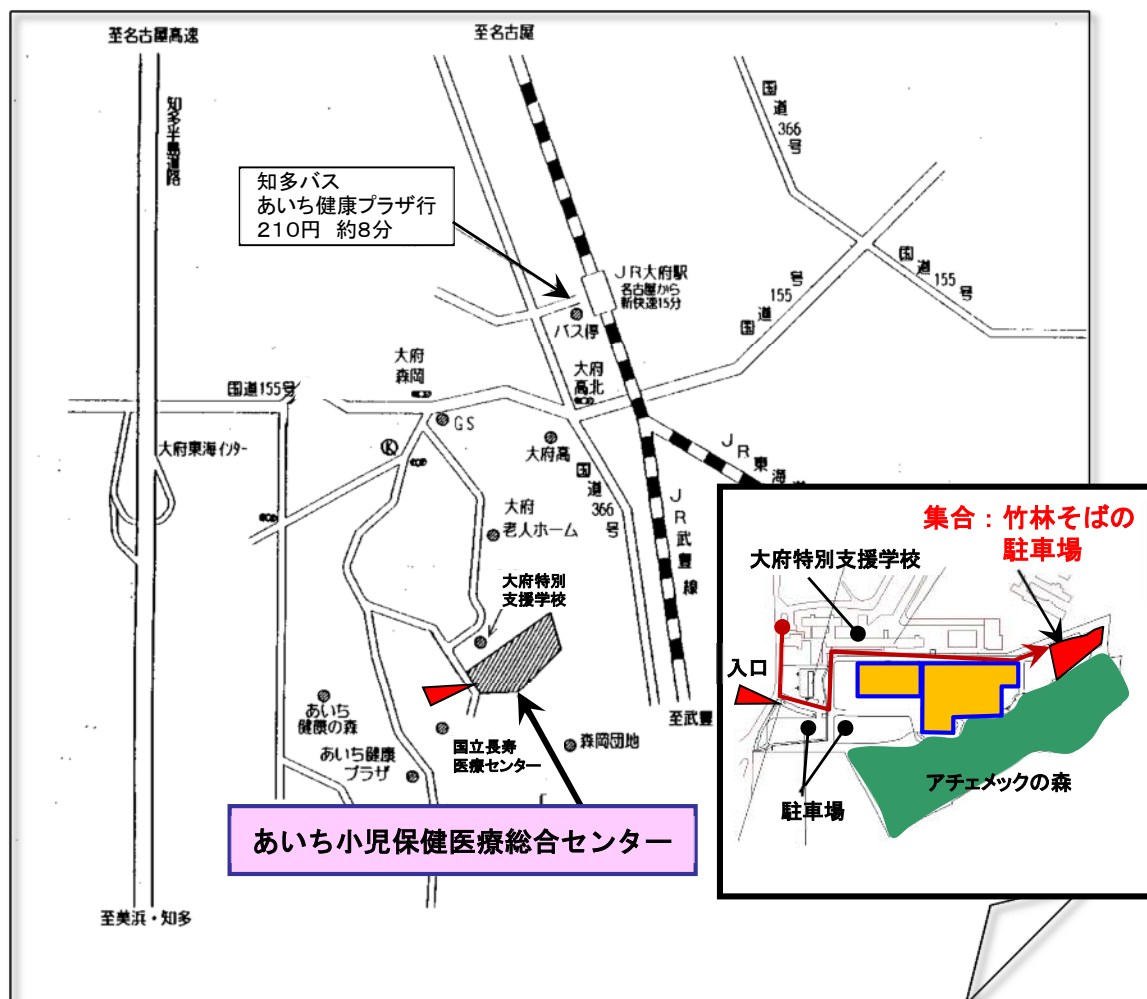 至名古屋高速
至名古屋
知多半島道路
国道366号
知多バス
あいち健康プラザ行
210円 約8分
JR大府駅
名古屋から
新快速15分
バス停
国道155号
国道155号
大府
森岡
大府
高北
国道155号
GS
K
大府東海インター
大府高
国道366号
JR東海道
JR武豊線
大府
老人ホーム
大府特別
支援学校
あいち
健康の森
あいち健康
プラザ
国立長寿
医療センター
森岡団地
至武豊
あいち小児保健医療総合センター
至美浜・知多
集合：竹林そばの
駐車場
大府特別支援学校
入口
アチェメックの森
駐車場